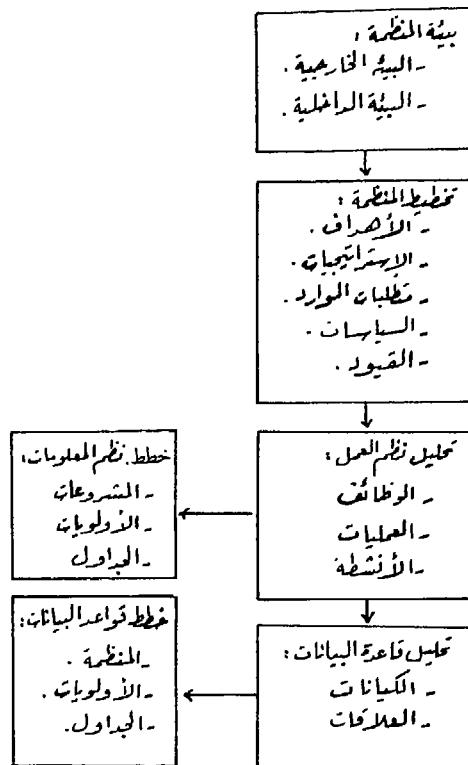 بيئة المنظمة :
- البيئة الخارجية .
- البيئة الداخلية .
تخطيط المنظمة :
- الأهداف .
- الإستراتيجيات .
- متطلبات الموارد .
- السياسات .
- القيود .
تحليل نظم العمل :
- الوظائف
- العمليات
- الأنشطة
خطط نظم المعلومات :
- المشروعات
- الأولويات
- الجداول
تحليل قاعدة البيانات :
- الكيانات
- العلاقات
خطط قواعد البيانات :
- المنظمة .
- الأولويات .
- الجداول .